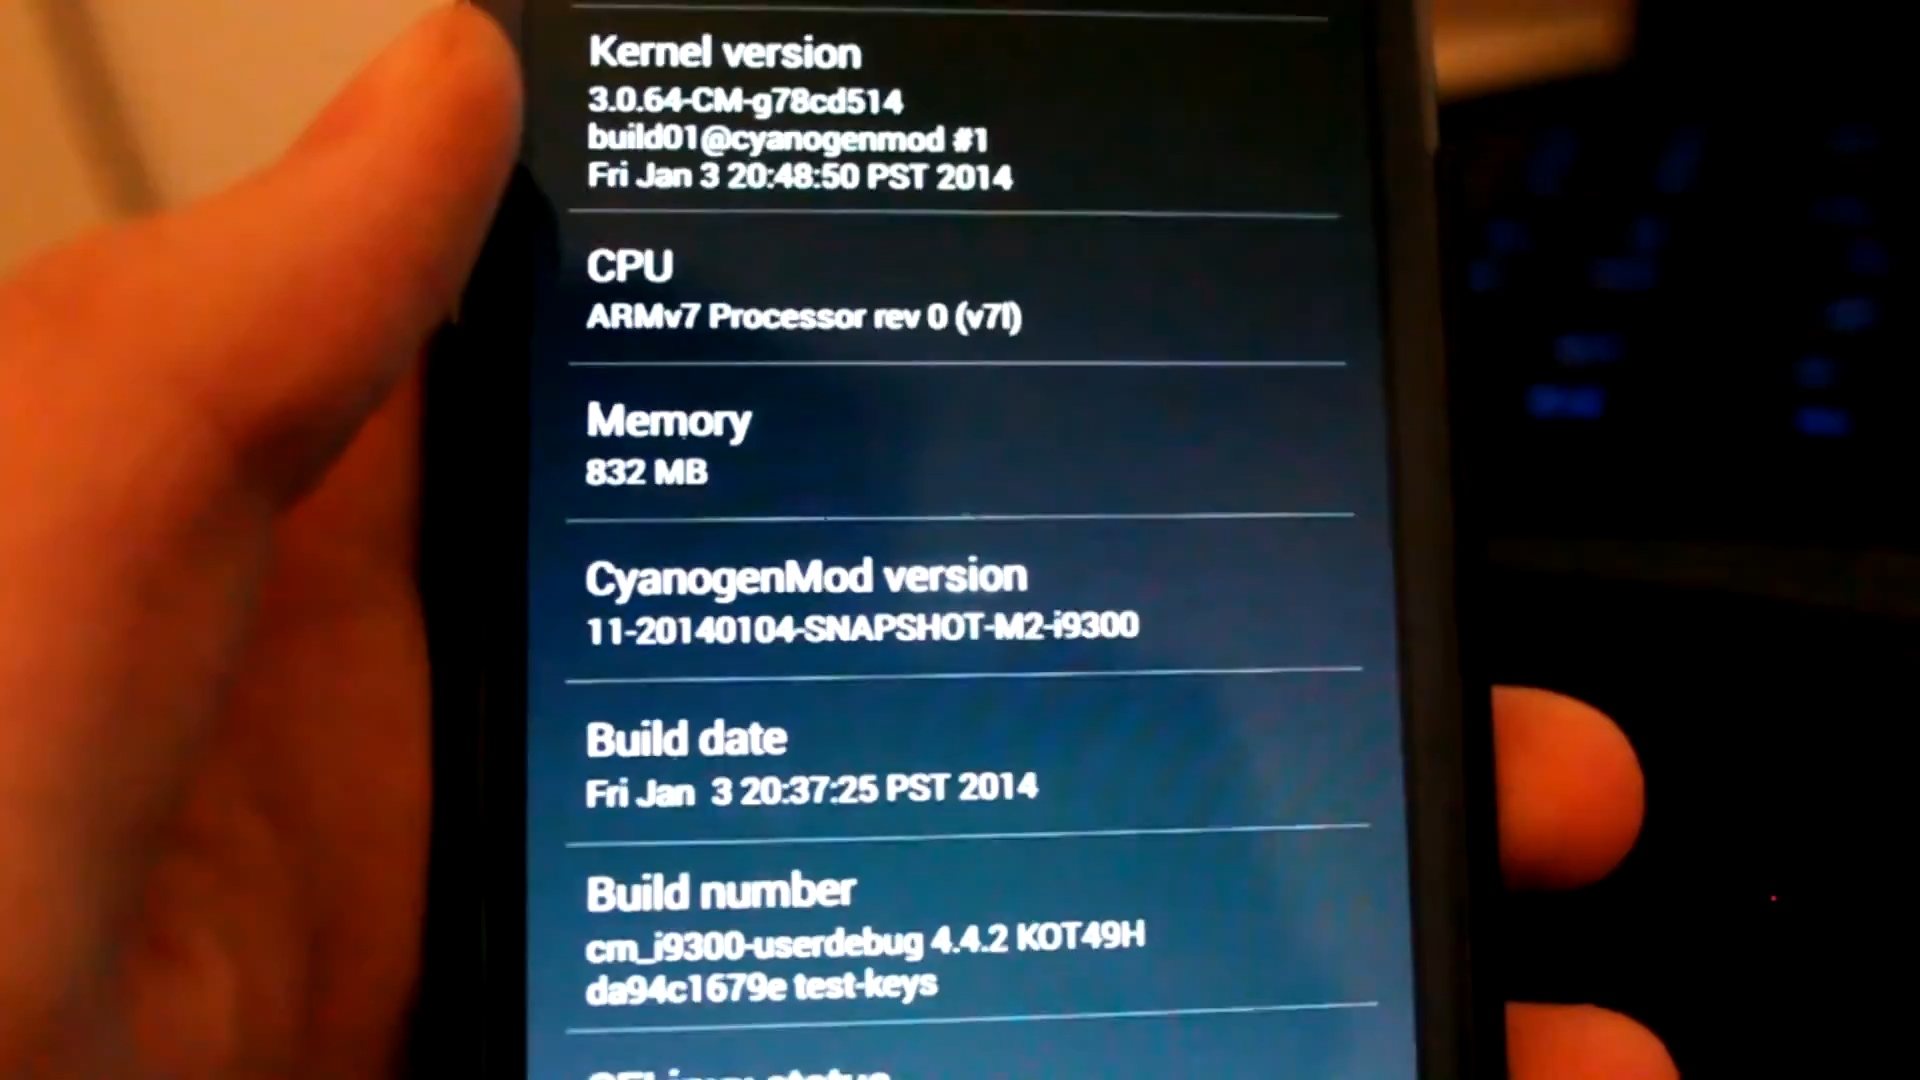 Kernel version
3.0.64-CM-g78cd514
build01@cyanogenmod #1
Fri Jan 3 20:48:50 PST 2014
CPU
ARMv7 Processor rev 0 (v7l)
Memory
832 MB
CyanogenMod version
11-20140104-SNAPSHOT-M2-i9300
Build date
Fri Jan  3 20:37:25 PST 2014
Build number
cm_i9300-userdebug 4.4.2 KOT49H
da94c1679e test-keys
SELinux status